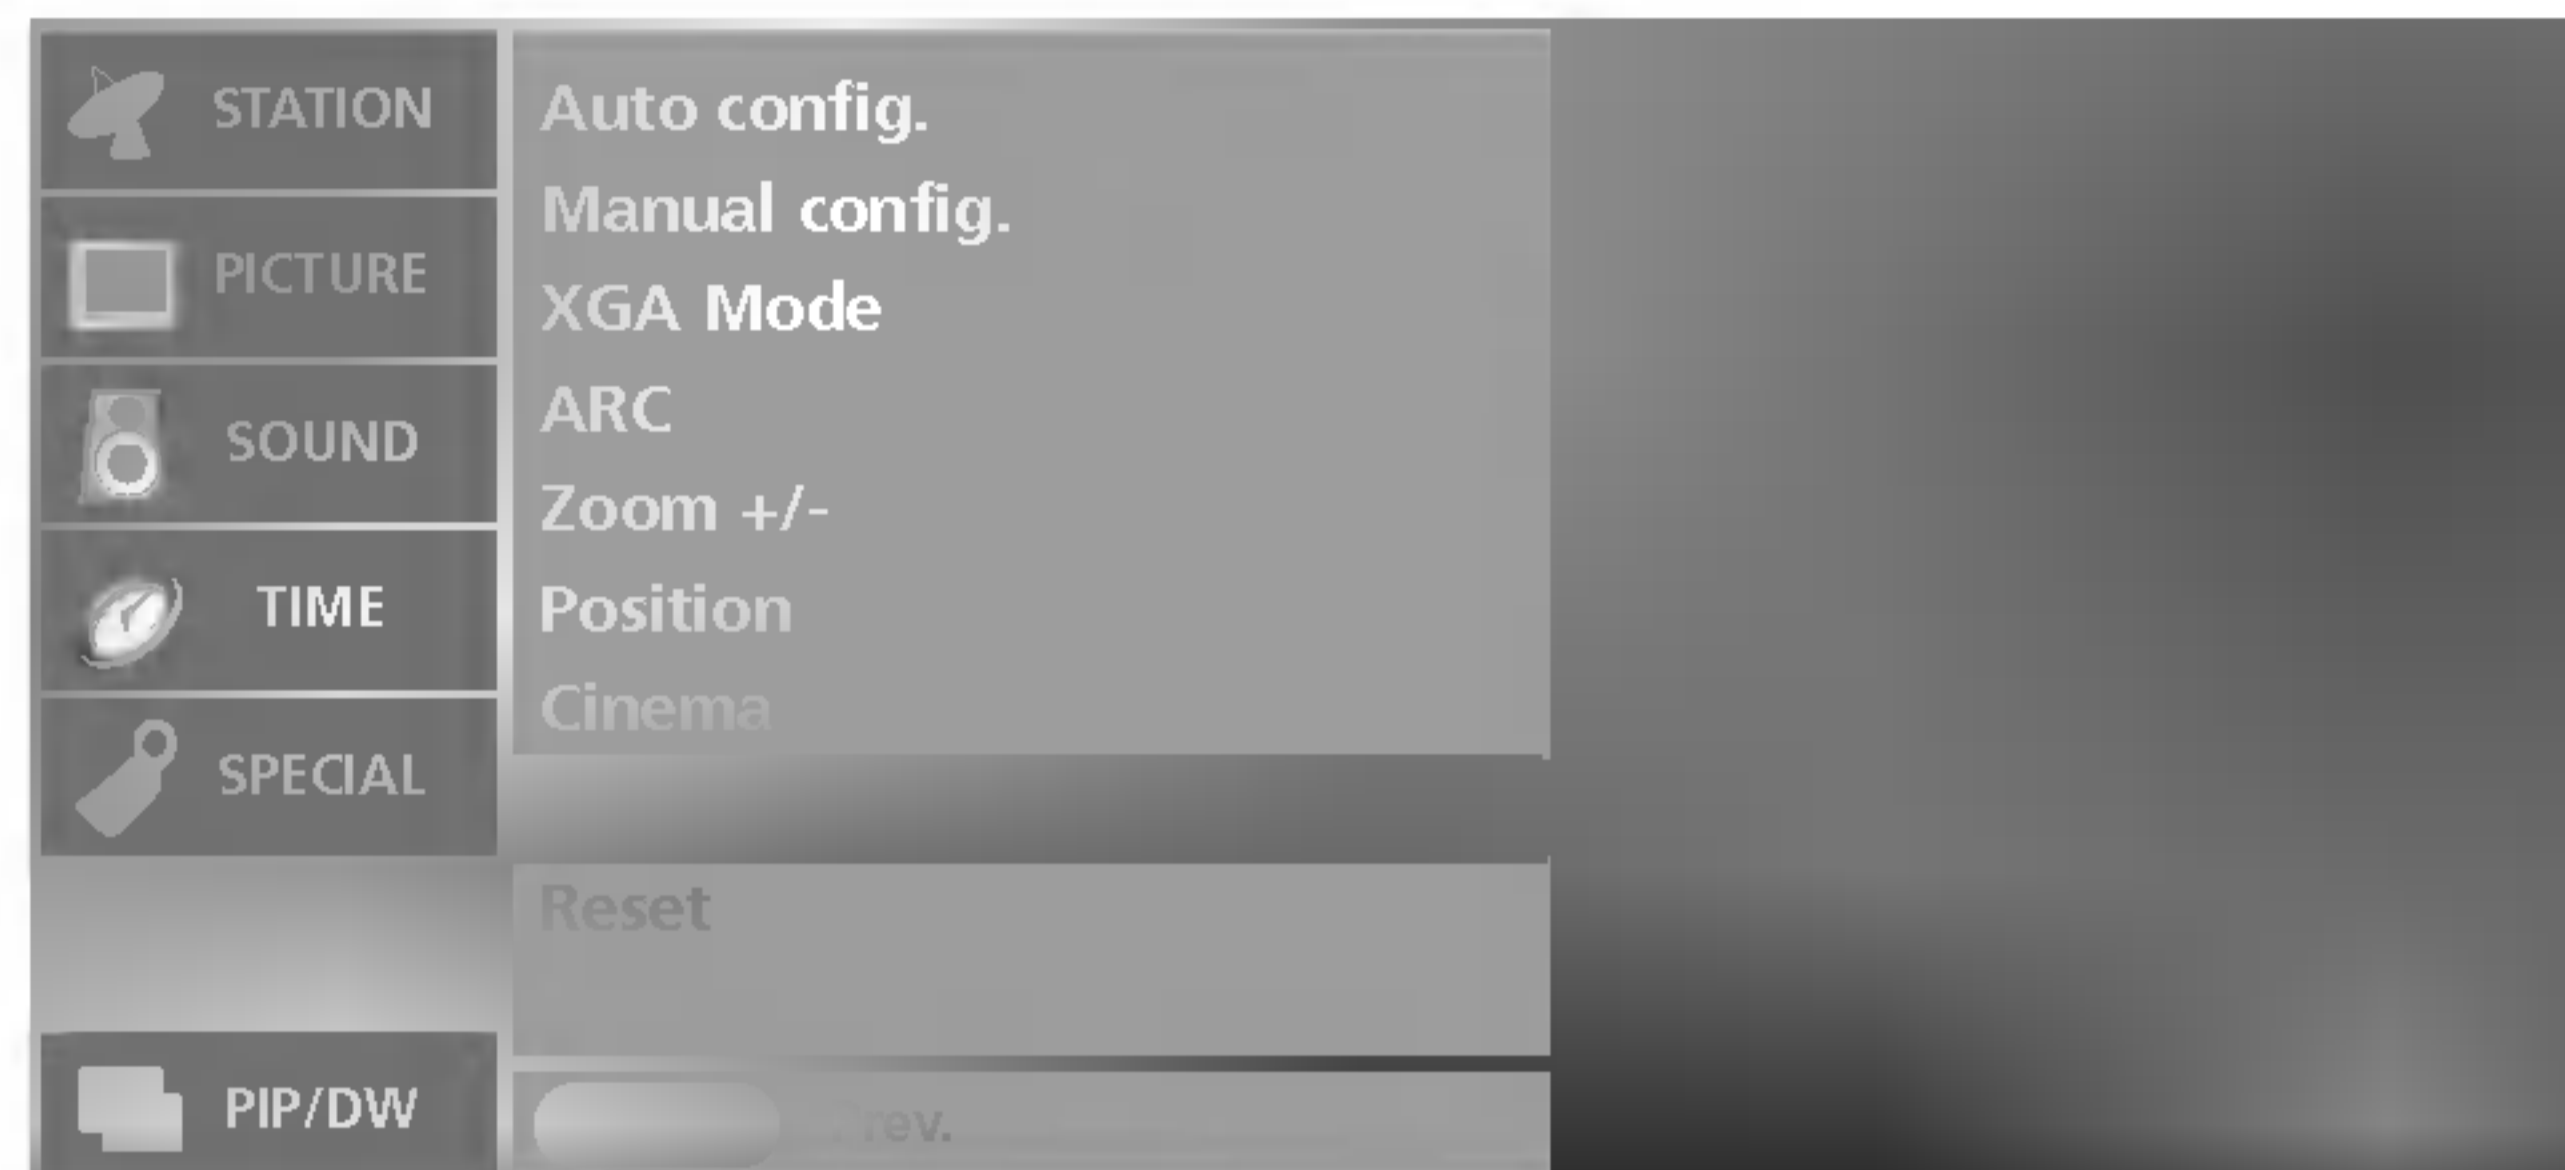 STATION
PICTURE
SOUND
TIME
SPECIAL
PIP/DW
Auto config.
Manual config.
XGA Mode
ARC
Zoom +/-
Position
Cinema
Reset
Prev.